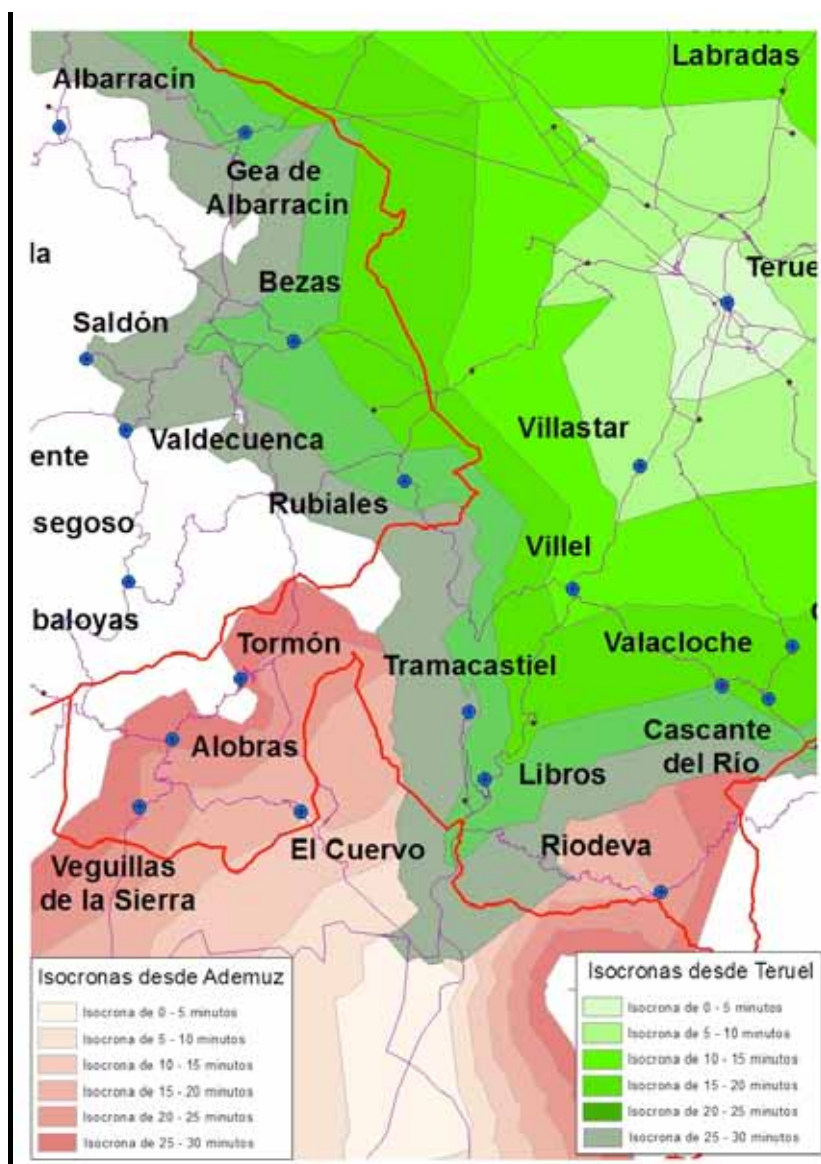 Labradas
Albarracín
Gea de
Albarracín
la
Terue
Bezas
Saldón
Villastar
Valdecuenca
ente
Rubiales
segoso
Villel
baloyas
Tormón
Valacloche
Tramacastiel
Alobras
Cascante
del Río
Libros
El Cuervo
Riodeva
Veguillas
de la Sierra
Isocronas desde Ademuz
Isocrona de 0 - 5 minutos
Isocrona de 5 - 10 minutos
Isocrona de 10 - 15 minutos
Isocrona de 15 - 20 minutos
Isocrona de 20 - 25 minutos
Isocrona de 25 - 30 minutos
Isocronas desde Teruel
Isocrona de 0 - 5 minutos
Isocrona de 5 - 10 minutos
Isocrona de 10 - 15 minutos
Isocrona de 15 - 20 minutos
Isocrona de 20 - 25 minutos
Isocrona de 25 - 30 minutos